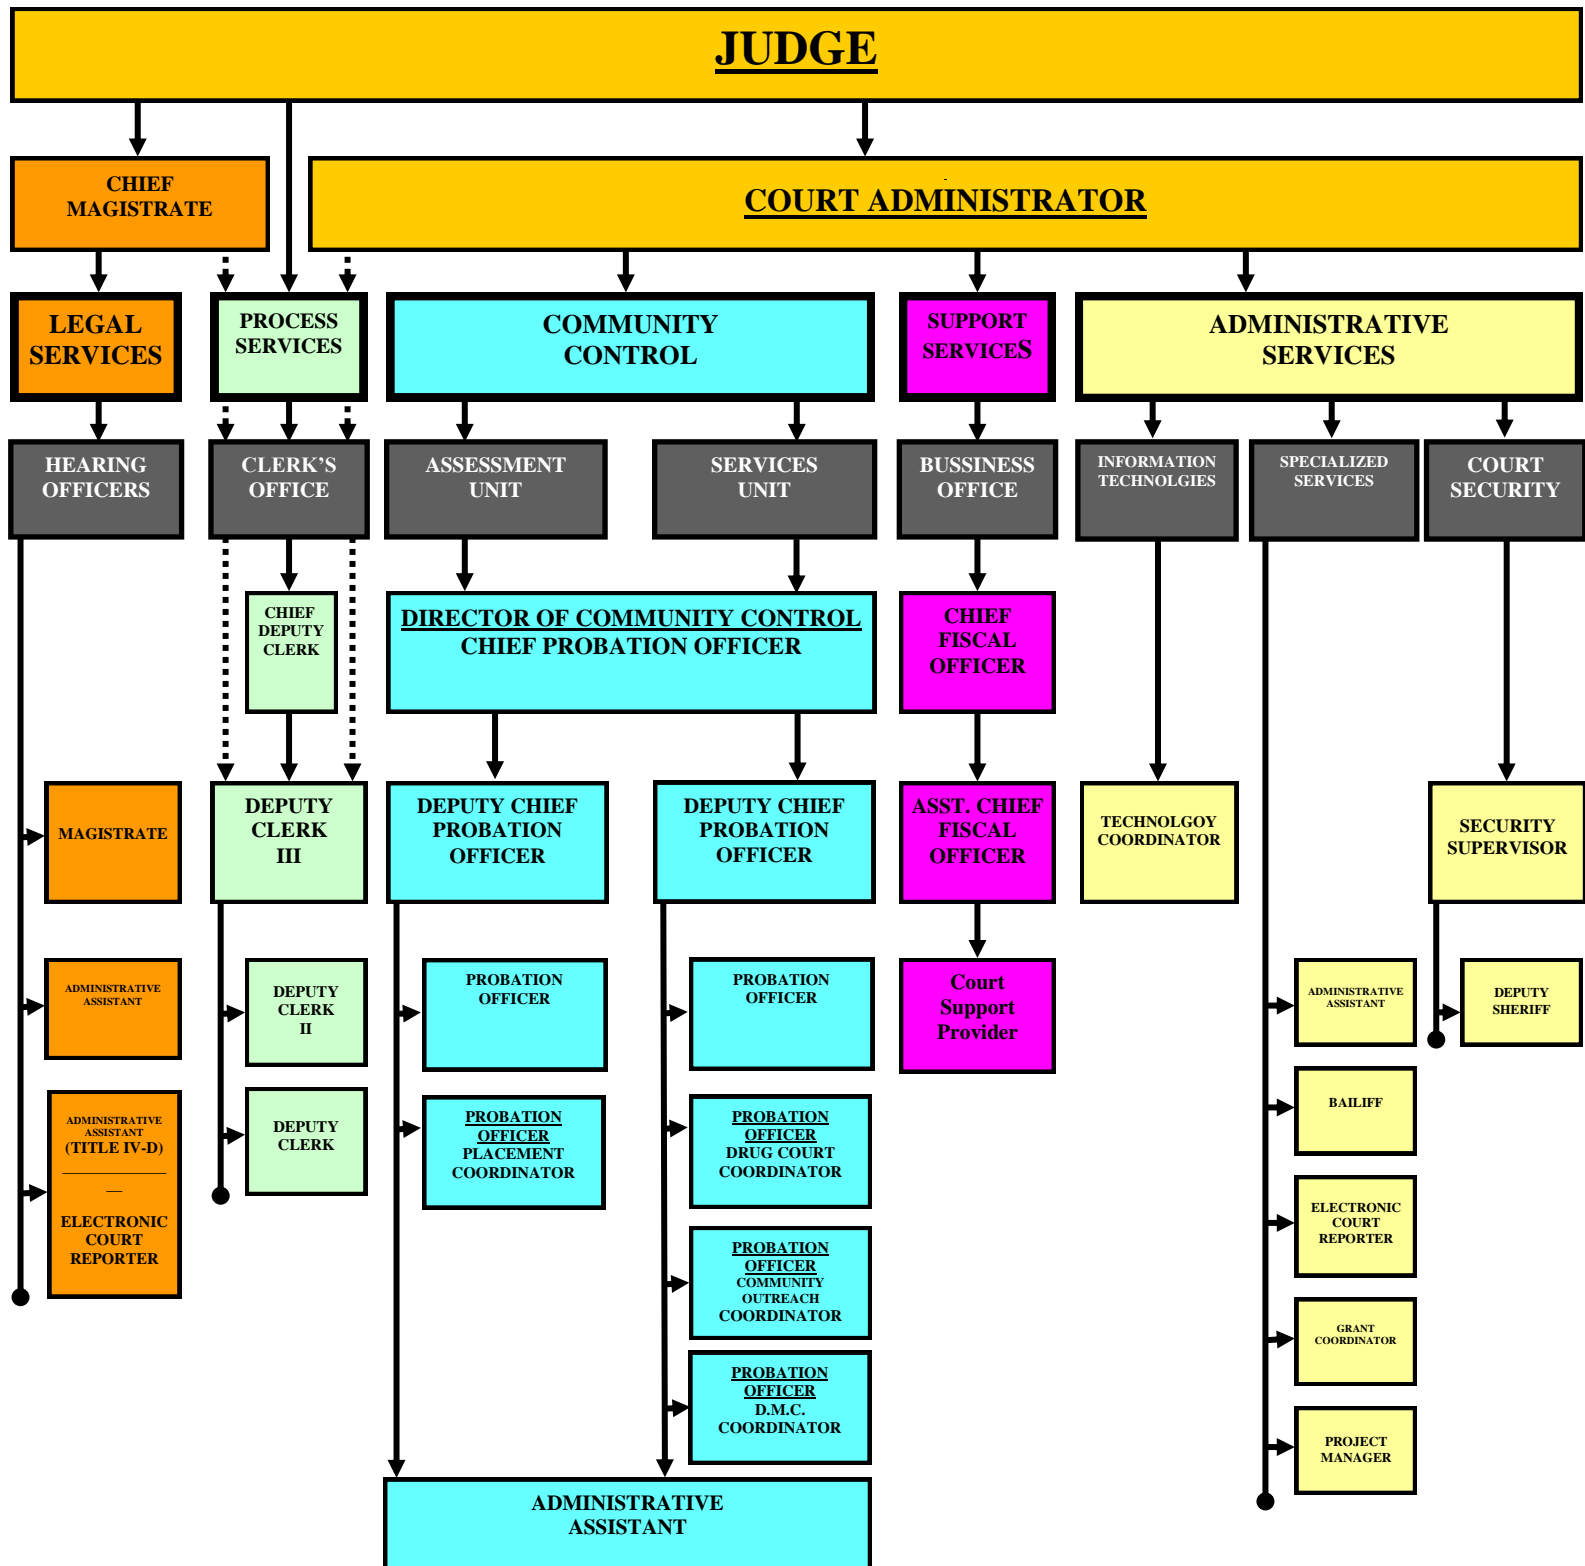 JUDGE
CHIEF
MAGISTRATE
COURT ADMINISTRATOR
LEGAL
SERVICES
PROCESS
SERVICES
COMMUNITY
CONTROL
SUPPORT
SERVICES
ADMINISTRATIVE
SERVICES
HEARING
OFFICERS
CLERK'S
OFFICE
ASSESSMENT
UNIT
SERVICES
UNIT
BUSSINESS
OFFICE
INFORMATION
TECHNOLGIES
SPECIALIZED
SERVICES
COURT
SECURITY
CHIEF
DEPUTY
CLERK
DIRECTOR OF COMMUNITY CONTROL
CHIEF PROBATION OFFICER
CHIEF
FISCAL
OFFICER
MAGISTRATE
DEPUTY
CLERK
III
DEPUTY CHIEF
PROBATION
OFFICER
DEPUTY CHIEF
PROBATION
OFFICER
ASST. CHIEF
FISCAL
OFFICER
TECHNOLGOY
COORDINATOR
SECURITY
SUPERVISOR
ADMINISTRATIVE
ASSISTANT
DEPUTY
CLERK
II
PROBATION
OFFICER
PROBATION
OFFICER
Court
Support
Provider
ADMINISTRATIVE
ASSISTANT
DEPUTY
SHERIFF
ADMINISTRATIVE
ASSISTANT
(TITLE IV-D)
ELECTRONIC
COURT
REPORTER
DEPUTY
CLERK
PROBATION
OFFICER
PLACEMENT
COORDINATOR
PROBATION
OFFICER
DRUG COURT
COORDINATOR
BAILIFF
PROBATION
OFFICER
COMMUNITY
OUTREACH
COORDINATOR
ELECTRONIC
COURT
REPORTER
GRANT
COORDINATOR
PROBATION
OFFICER
D.M.C.
COORDINATOR
PROJECT
MANAGER
ADMINISTRATIVE
ASSISTANT